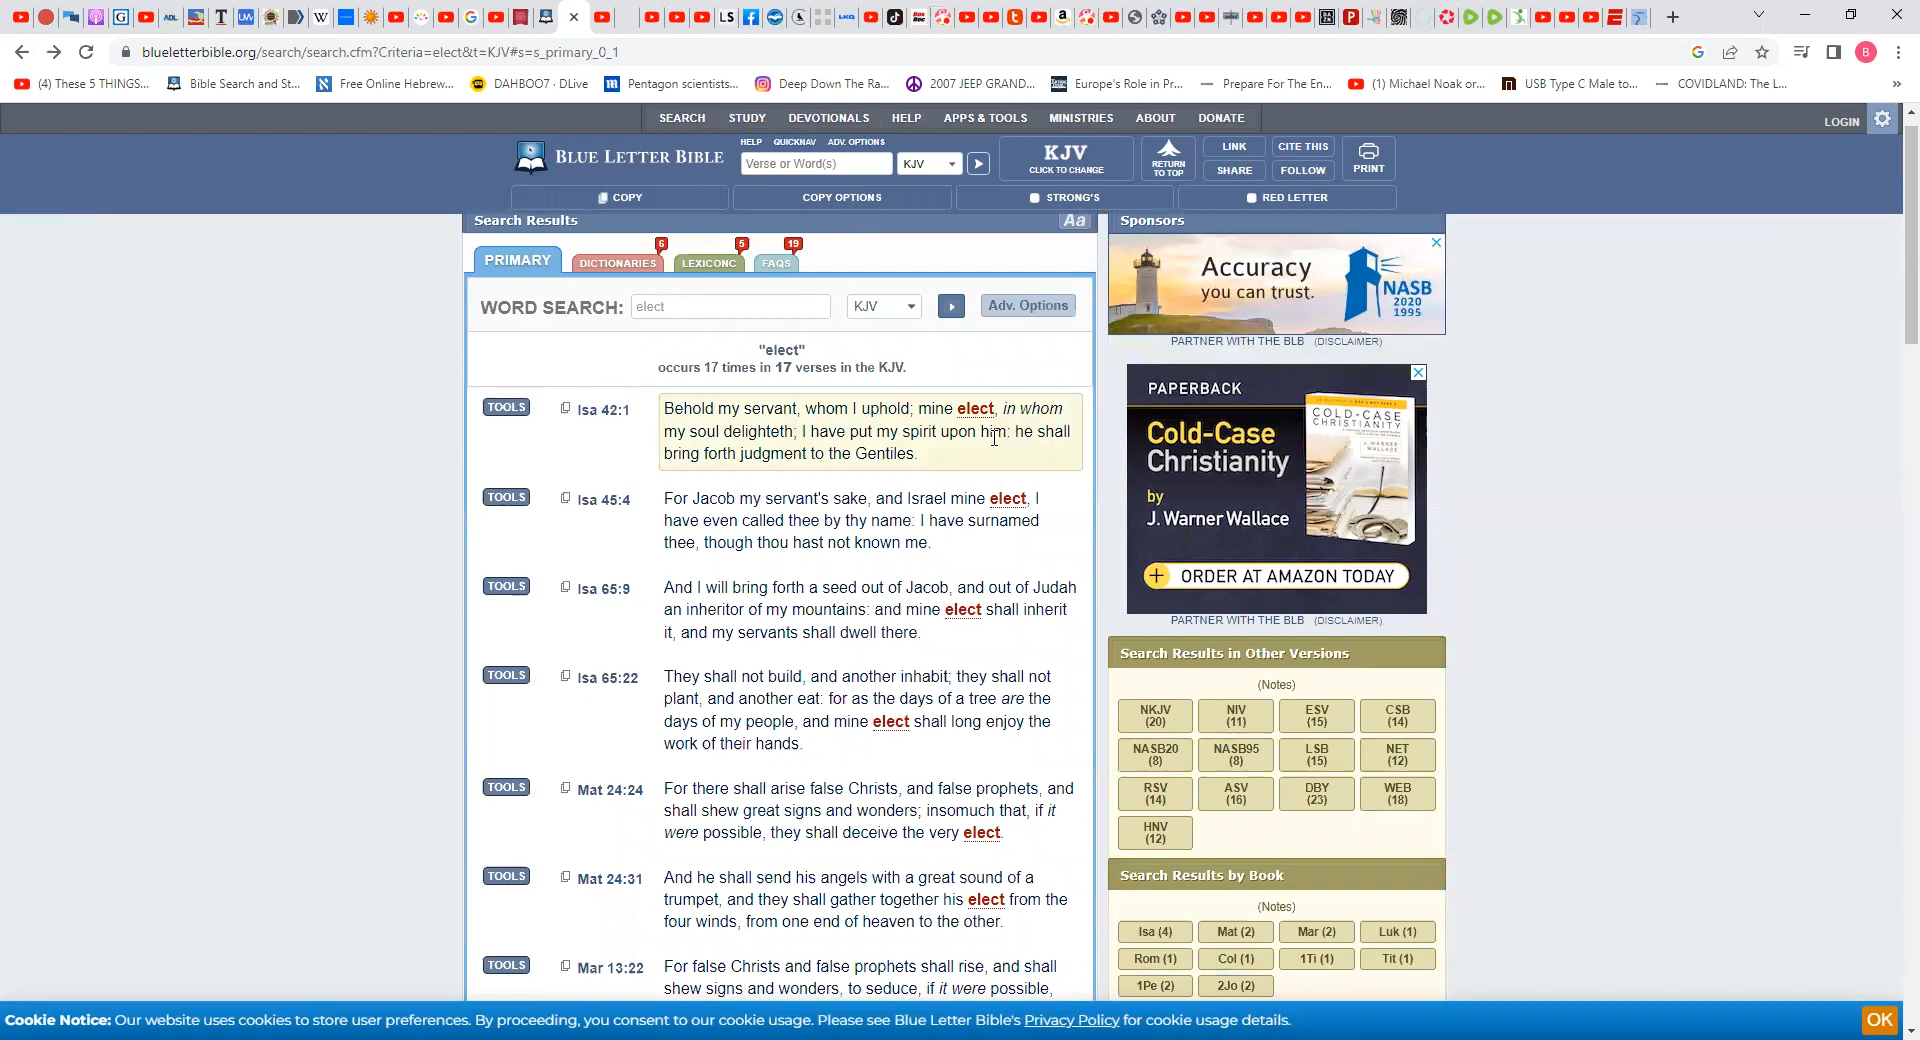 blueletterbible.org/search/search.cfm?Criteria=elect&t=KJV#s=s_primary_0_1
(4) These 5 THINGS...
Bible Search and St...
Free Online Hebrew...
DAHBOO7 · DLive
Pentagon scientists...
Deep Down The Ra...
2007 JEEP GRAND...
Europe's Role in Pr...
Prepare For The En...
(1) Michael Noak or...
USB Type C Male to...
COVIDLAND: The L...
SEARCH STUDY DEVOTIONALS HELP APPS & TOOLS MINISTRIES ABOUT DONATE
LOGIN
BLUE LETTER BIBLE
HELP QUICKNAV ADV. OPTIONS
Verse or Word(s) KJV
KJV
CLICK TO CHANGE
RETURN
TO TOP
LINK
CITE THIS
SHARE
FOLLOW
PRINT
COPY
COPY OPTIONS
STRONG'S
RED LETTER
Search Results
Aa
PRIMARY
DICTIONARIES 6
LEXICONC 5
FAQS 19
WORD SEARCH: elect KJV Adv. Options
"elect"
occurs 17 times in 17 verses in the KJV.
TOOLS Isa 42:1 Behold my servant, whom I uphold; mine elect, in whom
my soul delighteth; I have put my spirit upon him: he shall
bring forth judgment to the Gentiles.
TOOLS Isa 45:4 For Jacob my servant's sake, and Israel mine elect, I
have even called thee by thy name: I have surnamed
thee, though thou hast not known me.
TOOLS Isa 65:9 And I will bring forth a seed out of Jacob, and out of Judah
an inheritor of my mountains: and mine elect shall inherit
it, and my servants shall dwell there.
TOOLS Isa 65:22 They shall not build, and another inhabit; they shall not
plant, and another eat: for as the days of a tree are the
days of my people, and mine elect shall long enjoy the
work of their hands.
TOOLS Mat 24:24 For there shall arise false Christs, and false prophets, and
shall shew great signs and wonders; insomuch that, if it
were possible, they shall deceive the very elect.
TOOLS Mat 24:31 And he shall send his angels with a great sound of a
trumpet, and they shall gather together his elect from the
four winds, from one end of heaven to the other.
TOOLS Mar 13:22 For false Christs and false prophets shall rise, and shall
shew signs and wonders, to seduce, if it were possible,
Sponsors
Accuracy
you can trust.
NASB
2020
1995
PARTNER WITH THE BLB (DISCLAIMER)
PAPERBACK
Cold-Case
Christianity
by
J. Warner Wallace
COLD-CASE
CHRISTIANITY
J. WARNER WALLACE
ORDER AT AMAZON TODAY
PARTNER WITH THE BLB (DISCLAIMER)
Search Results in Other Versions
(Notes)
NKJV NIV ESV CSB
(20) (11) (15) (14)
NASB20 NASB95 LSB NET
(8) (8) (15) (12)
RSV ASV DBY WEB
(14) (16) (23) (18)
HNV
(12)
Search Results by Book
(Notes)
Isa (4) Mat (2) Mar (2) Luk (1)
Rom (1) Col (1) 1Ti (1) Tit (1)
1Pe (2) 2Jo (2)
Cookie Notice: Our website uses cookies to store user preferences. By proceeding, you consent to our cookie usage. Please see Blue Letter Bible's Privacy Policy for cookie usage details.
OK